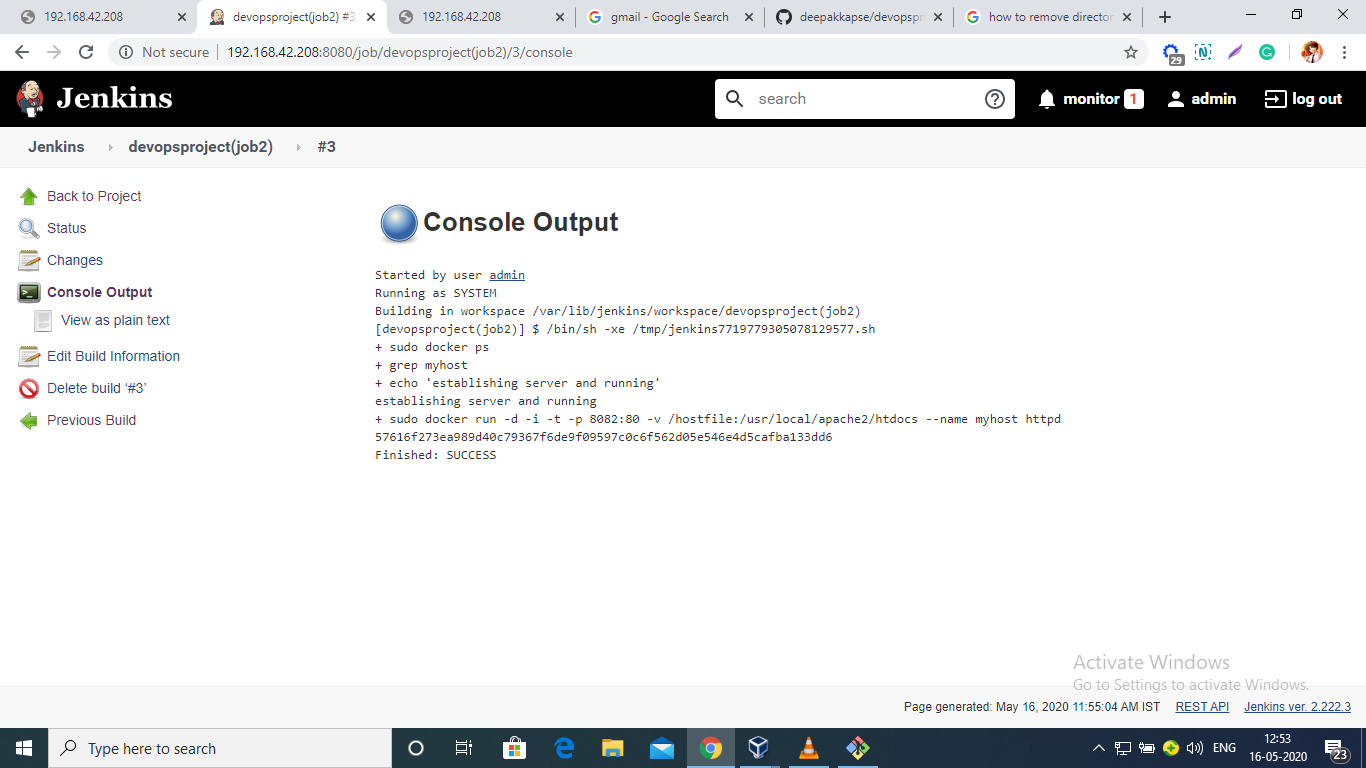 192.168.42.208
devopsproject(job2) #3
192.168.42.208
gmail - Google Search
deepakkapse/devopspr
how to remove director
Not secure
192.168.42.208:8080/job/devopsproject(job2)/3/console
29
Jenkins
search
monitor 1
admin
log out
Jenkins
devopsproject(job2)
#3
Back to Project
Status
Changes
Console Output
View as plain text
Edit Build Information
Delete build ‘#3’
Previous Build
Console Output
Started by user admin
Running as SYSTEM
Building in workspace /var/lib/jenkins/workspace/devopsproject(job2)
[devopsproject(job2)] $ /bin/sh -xe /tmp/jenkins7719779305078129577.sh
+ sudo docker ps
+ grep myhost
+ echo 'establishing server and running'
establishing server and running
+ sudo docker run -d -i -t -p 8082:80 -v /hostfile:/usr/local/apache2/htdocs --name myhost httpd
57616f273ea989d40c79367f6de9f09597c0c6f562d05e546e4d5cafba133dd6
Finished: SUCCESS
Activate Windows
Go to Settings to activate Windows.
Page generated: May 16, 2020 11:55:04 AM IST
REST API
Jenkins ver. 2.222.3
Type here to search
ENG
12:53
16-05-2020
23